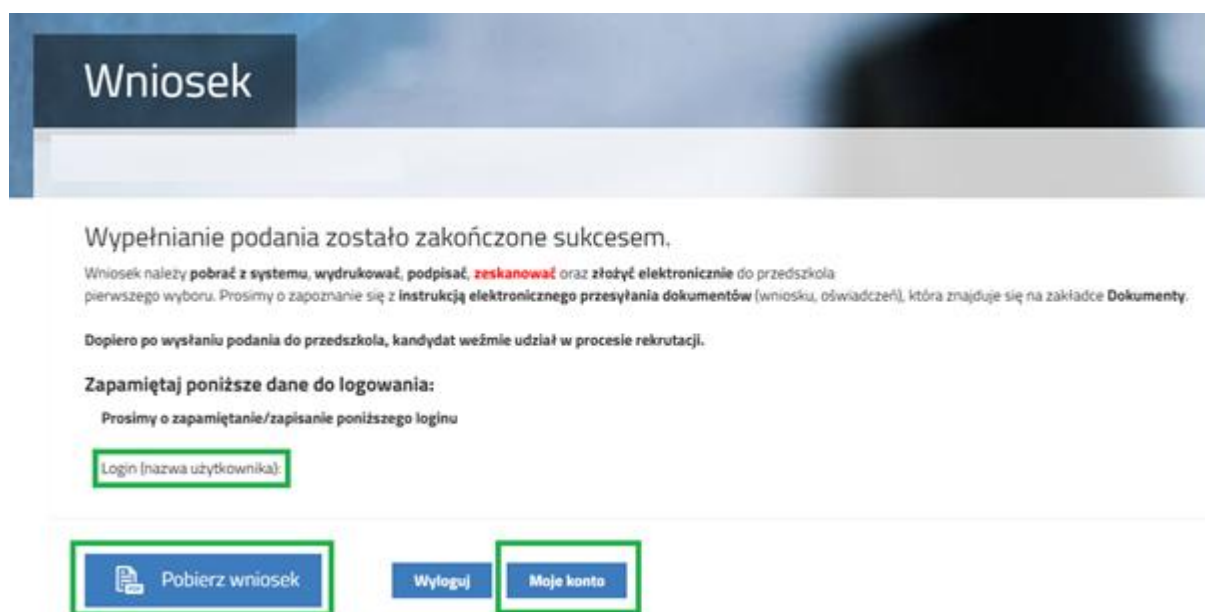 Wniosek
Wypełnianie podania zostało zakończone sukcesem.
Wniosek należy pobrać z systemu, wydrukować, podpisać, zeskanować oraz złożyć elektronicznie do przedszkola
pierwszego wyboru. Prosimy o zapoznanie się z instrukcją elektronicznego przesyłania dokumentów (wniosku, oświadczeń), która znajduje się na zakładce Dokumenty.
Dopiero po wysłaniu podania do przedszkola, kandydat weźmie udział w procesie rekrutacji.
Zapamiętaj poniższe dane do logowania:
Prosimy o zapamiętanie/zapisanie poniższego loginu
Login (nazwa użytkownika):
PDF Pobierz wniosek Wyloguj Moje konto